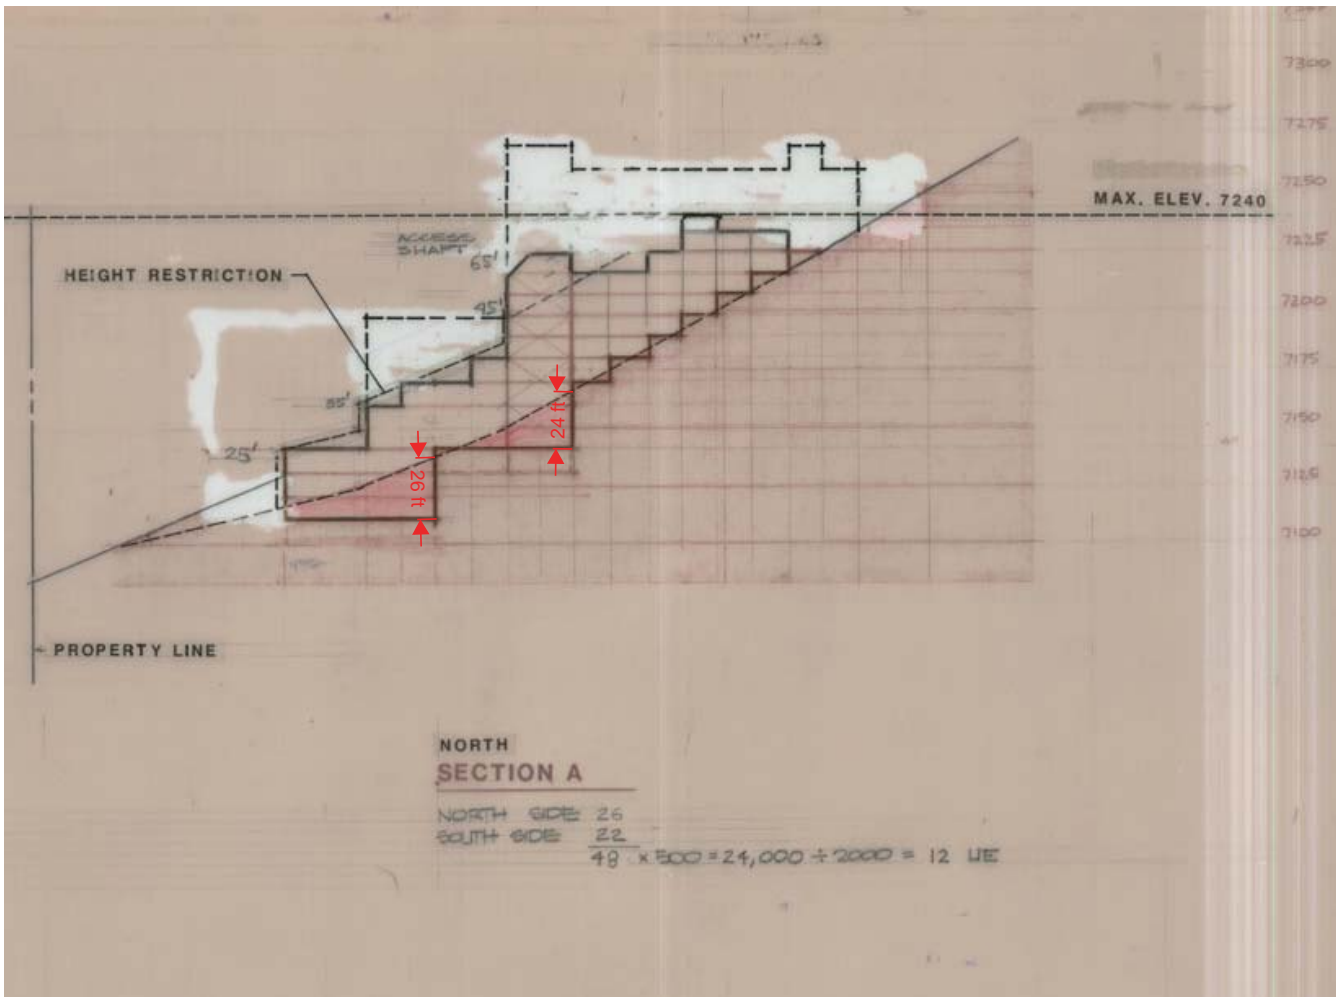 7300
7275
7250
MAX. ELEV. 7240
ACCESS
SHAFT
65'
7225
HEIGHT RESTRICTION
45'
7200
7175
35'
24 ft
7150
25'
26 ft
7125
7100
PROPERTY LINE
NORTH
SECTION A
NORTH SIDE 26
SOUTH SIDE 22
48 × 500 = 24,000 ÷ 2000 = 12 UE